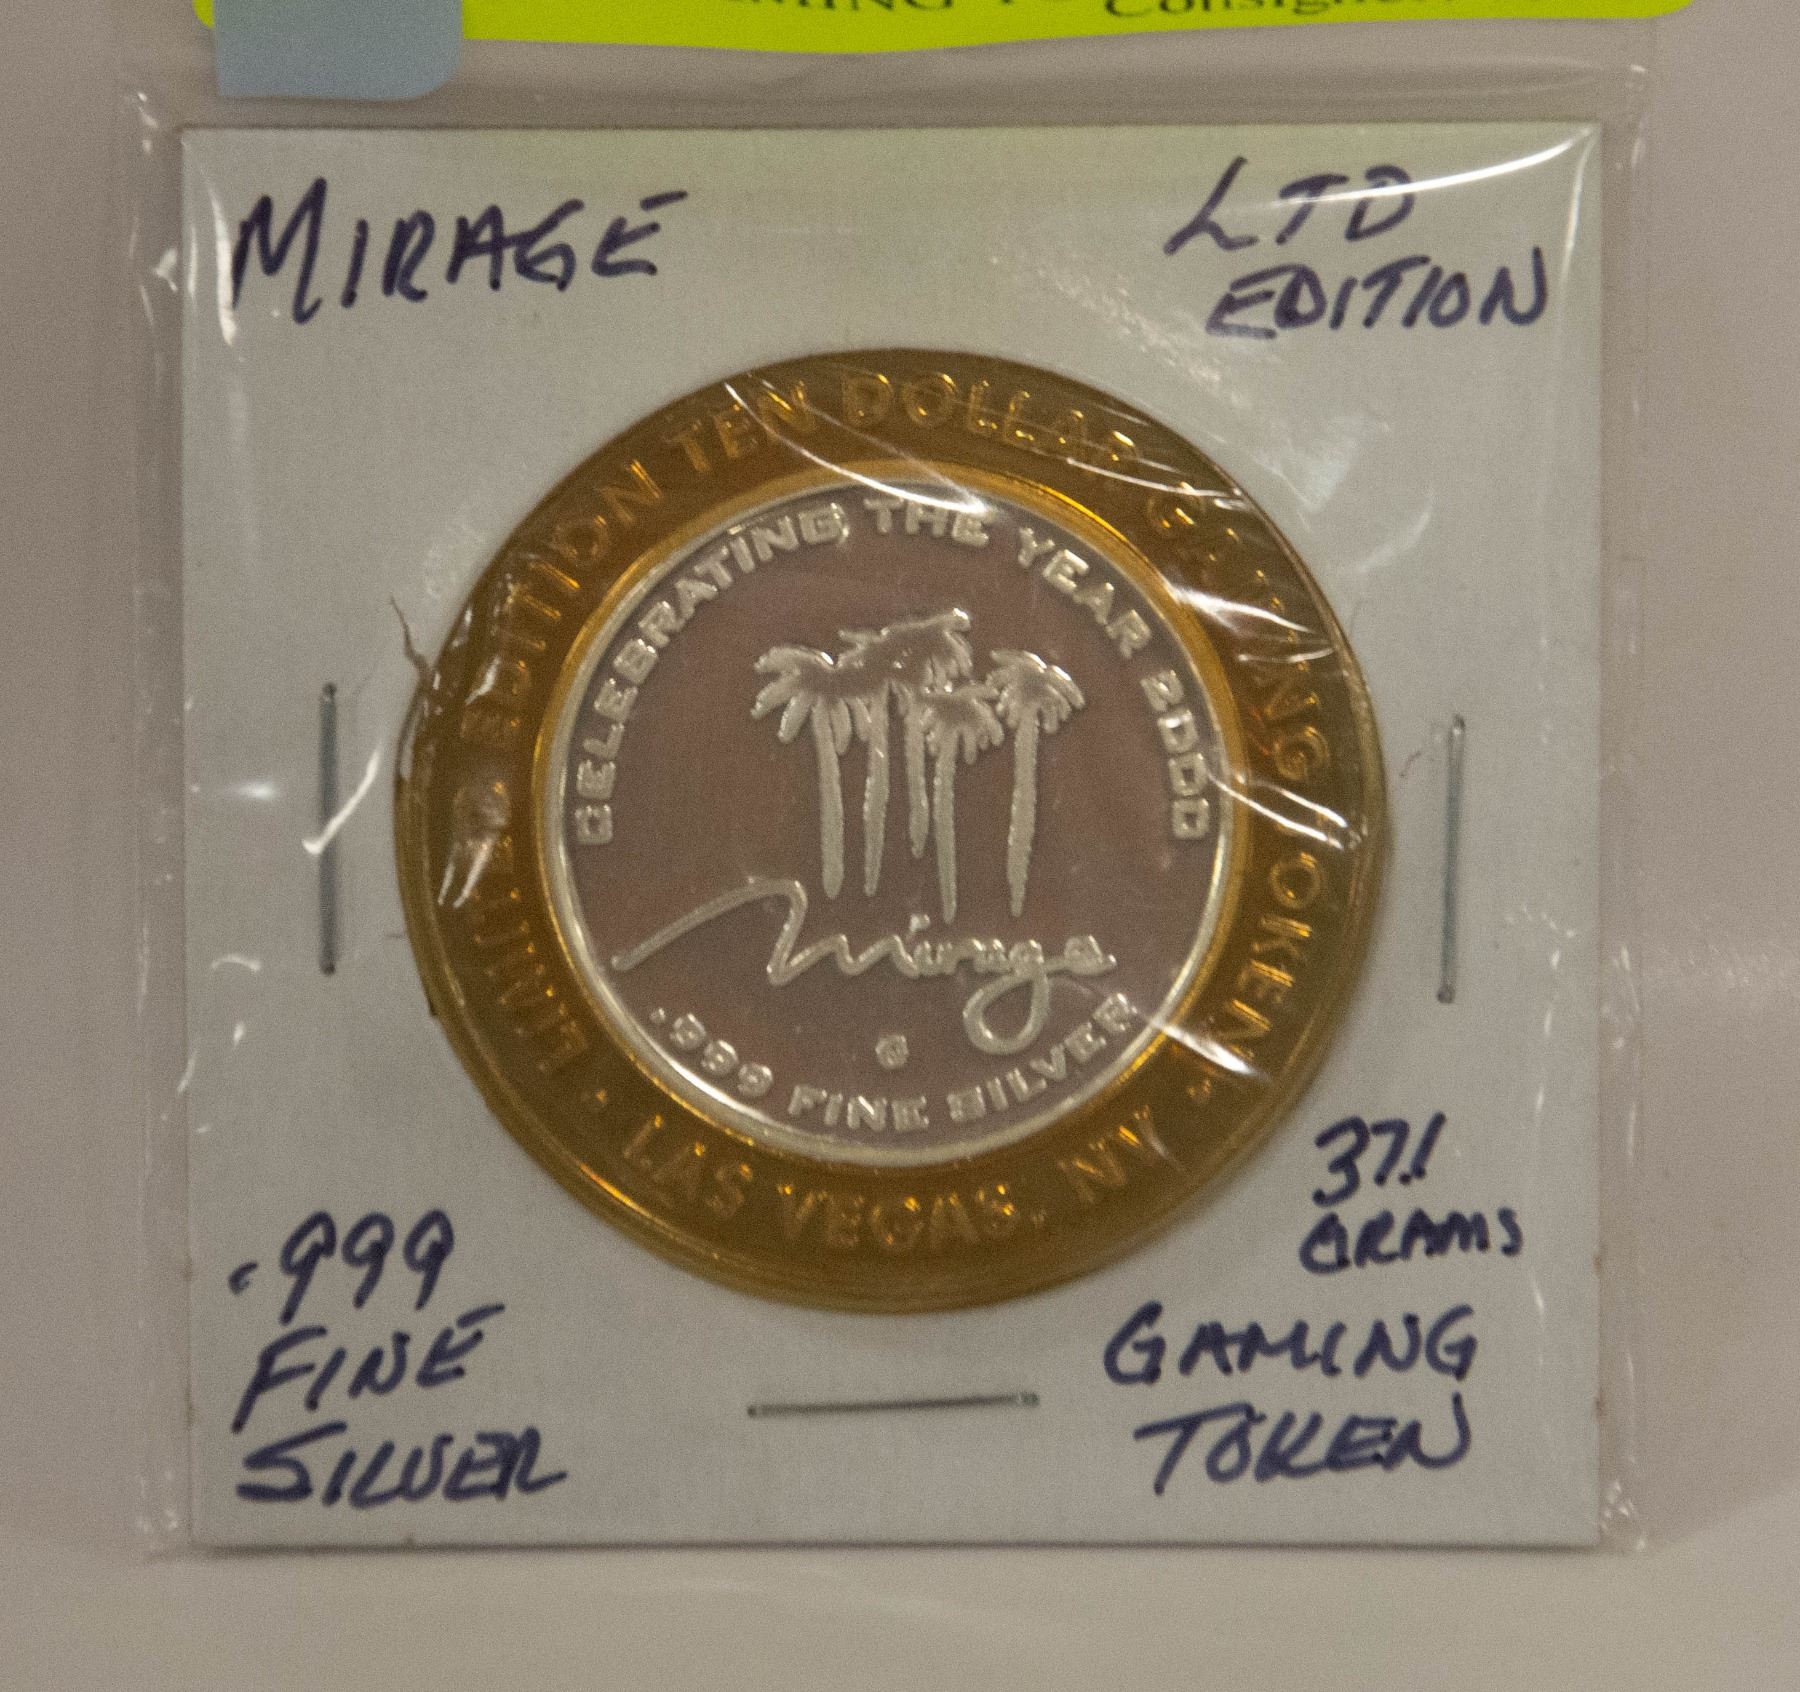 Consignor
MIRAGE
LTD
EDITION
LIMITED EDITION TEN DOLLAR GAMING TOKEN
• LAS VEGAS, NV •
CELEBRATING THE YEAR 2000
Mirage
G
.999 FINE SILVER
.999
FINE
SILVER
37.1
GRAMS
GAMING
TOKEN